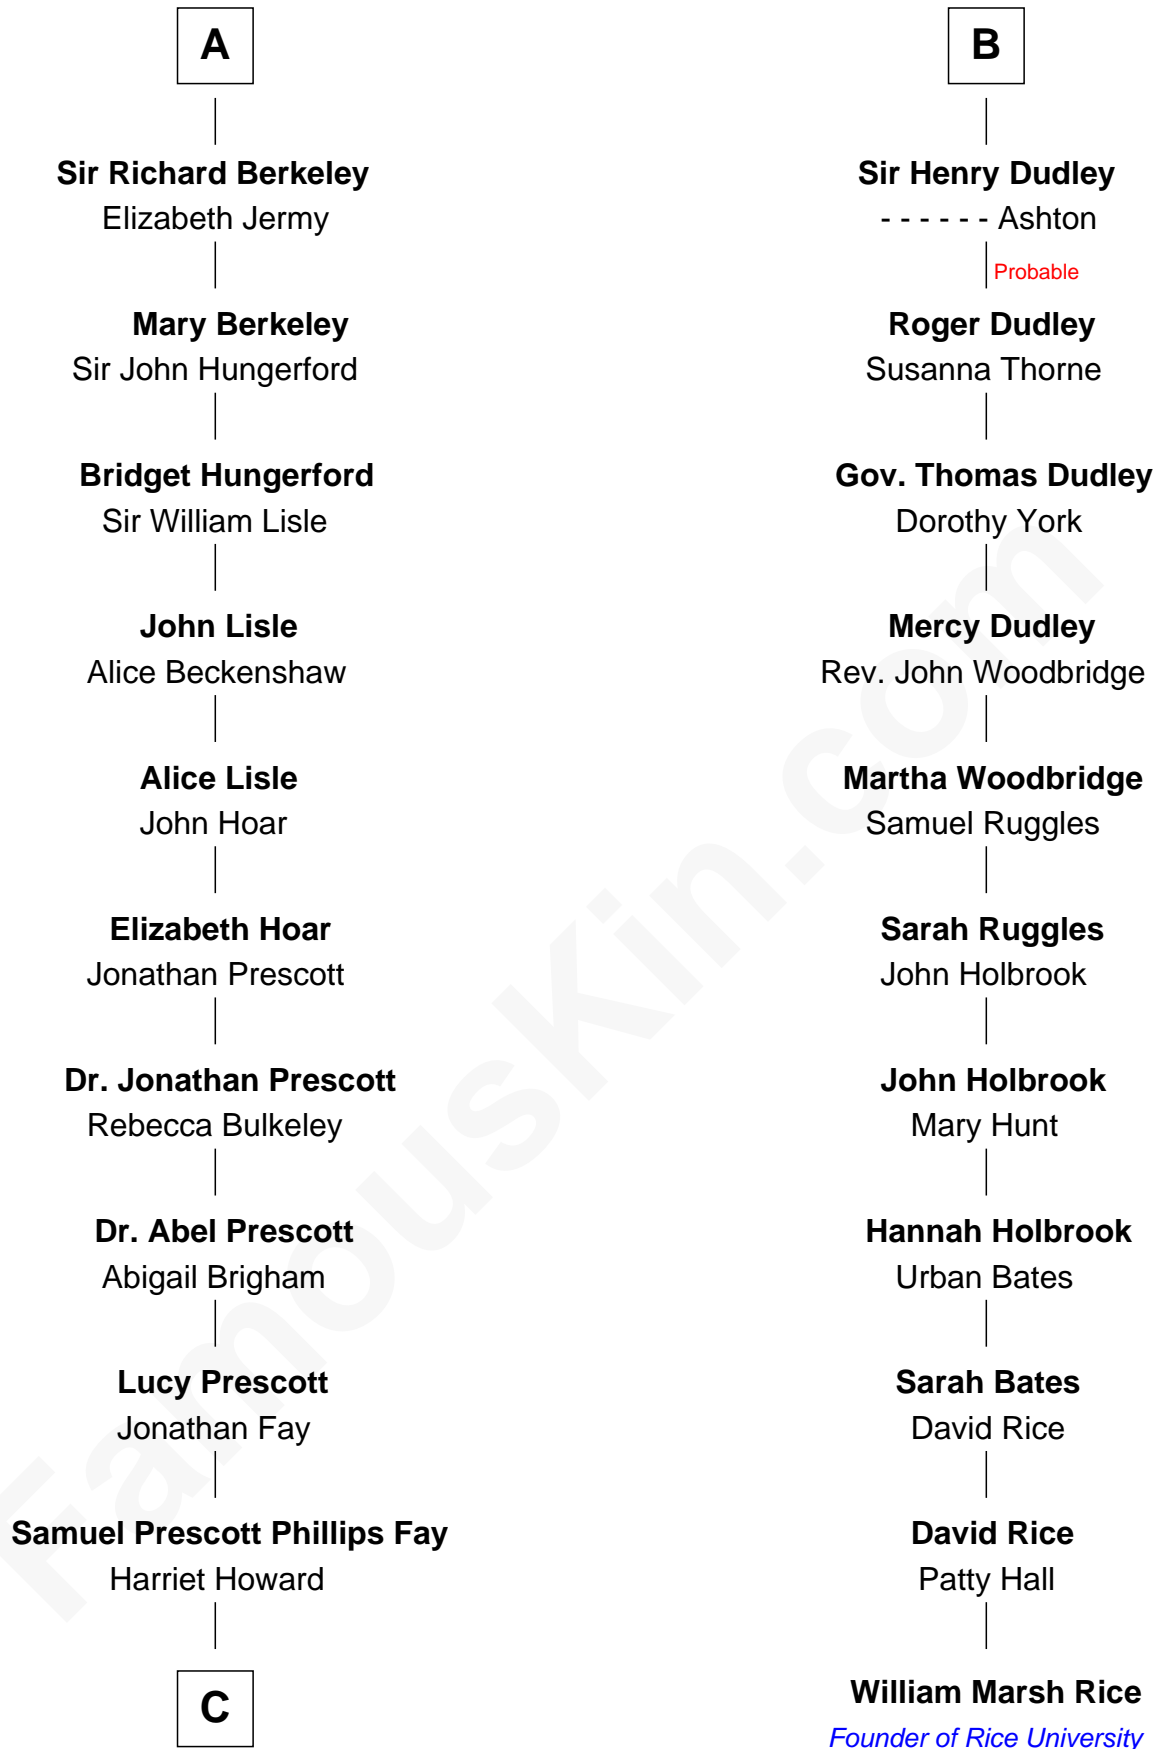 A
Sir Richard Berkeley
Elizabeth Jermy
Mary Berkeley
Sir John Hungerford
Bridget Hungerford
Sir William Lisle
John Lisle
Alice Beckenshaw
Alice Lisle
John Hoar
Elizabeth Hoar
Jonathan Prescott
Dr. Jonathan Prescott
Rebecca Bulkeley
Dr. Abel Prescott
Abigail Brigham
Lucy Prescott
Jonathan Fay
Samuel Prescott Phillips Fay
Harriet Howard
C
B
Sir Henry Dudley
- - - - - - Ashton
Probable
Roger Dudley
Susanna Thorne
Gov. Thomas Dudley
Dorothy York
Mercy Dudley
Rev. John Woodbridge
Martha Woodbridge
Samuel Ruggles
Sarah Ruggles
John Holbrook
John Holbrook
Mary Hunt
Hannah Holbrook
Urban Bates
Sarah Bates
David Rice
David Rice
Patty Hall
William Marsh Rice
Founder of Rice University
FamousKin.com